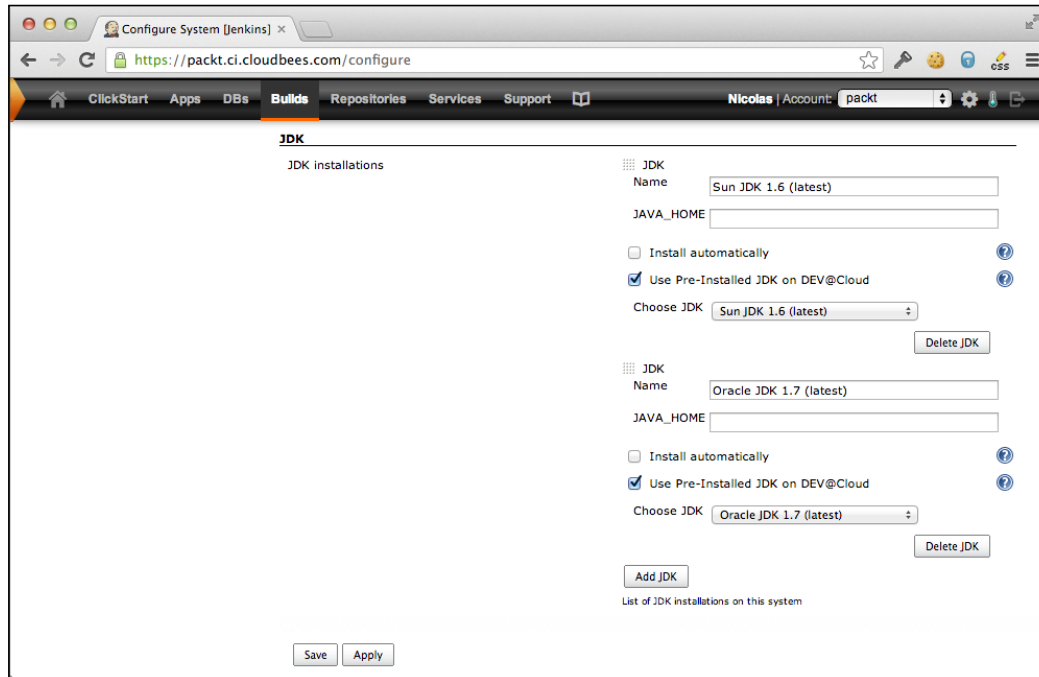 Configure System [Jenkins]
https://packt.ci.cloudbees.com/configure
css
ClickStart Apps DBs Builds Repositories Services Support Nicolas | Account: packt
JDK
JDK installations
JDK
Name Sun JDK 1.6 (latest)
JAVA_HOME
Install automatically
Use Pre-Installed JDK on DEV@Cloud
Choose JDK Sun JDK 1.6 (latest)
Delete JDK
JDK
Name Oracle JDK 1.7 (latest)
JAVA_HOME
Install automatically
Use Pre-Installed JDK on DEV@Cloud
Choose JDK Oracle JDK 1.7 (latest)
Delete JDK
Add JDK
List of JDK installations on this system
Save Apply